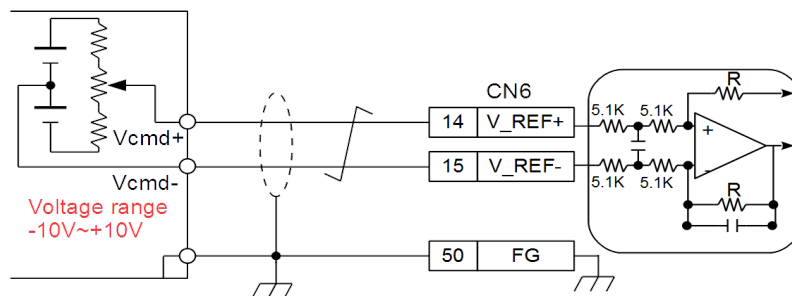 CN6
R
5.1K 5.1K
14 V_REF+
+
Vcmd+
15 V_REF-
-
Vcmd-
5.1K 5.1K
R
Voltage range
-10V~+10V
50 FG